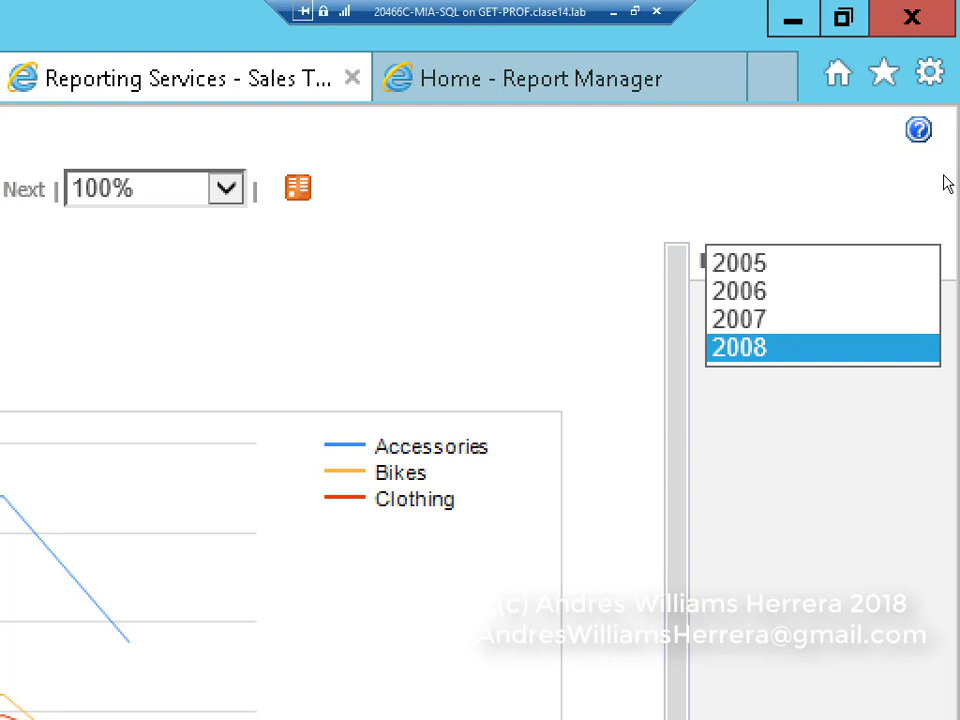 20466C-MIA-SQL on GET-PROF.clase14.lab
Reporting Services - Sales T...
Home - Report Manager
Next | 100% |
2005
2006
2007
2008
Accessories
Bikes
Clothing
(c) Andres Williams Herrera 2018
AndresWilliamsHerrera@gmail.com